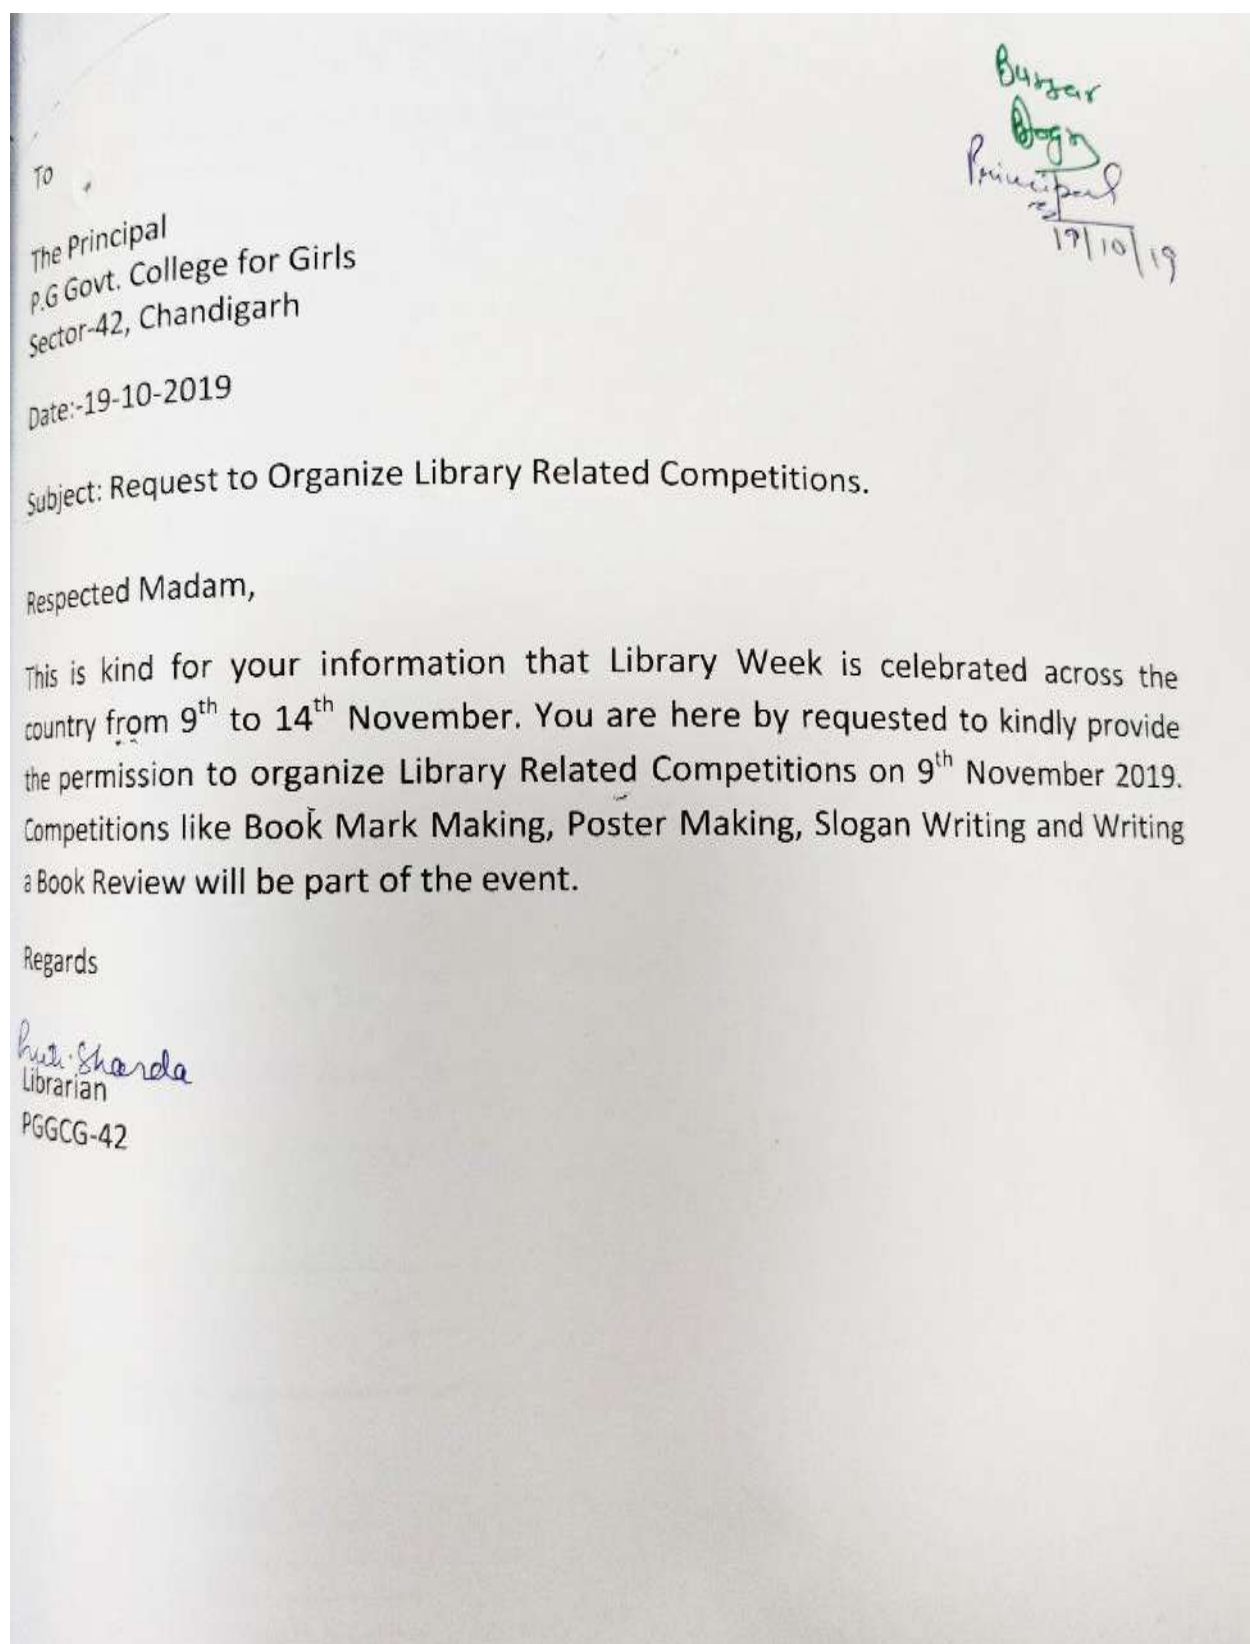 Bursar
Principal
19/10/19
To
The Principal
P.G Govt. College for Girls
Sector-42, Chandigarh
Date:-19-10-2019
Subject: Request to Organize Library Related Competitions.
Respected Madam,
This is kind for your information that Library Week is celebrated across the
country from 9th to 14th November. You are here by requested to kindly provide
the permission to organize Library Related Competitions on 9th November 2019.
Competitions like Book Mark Making, Poster Making, Slogan Writing and Writing
a Book Review will be part of the event.
Regards
Sharda
Librarian
PGGCG-42